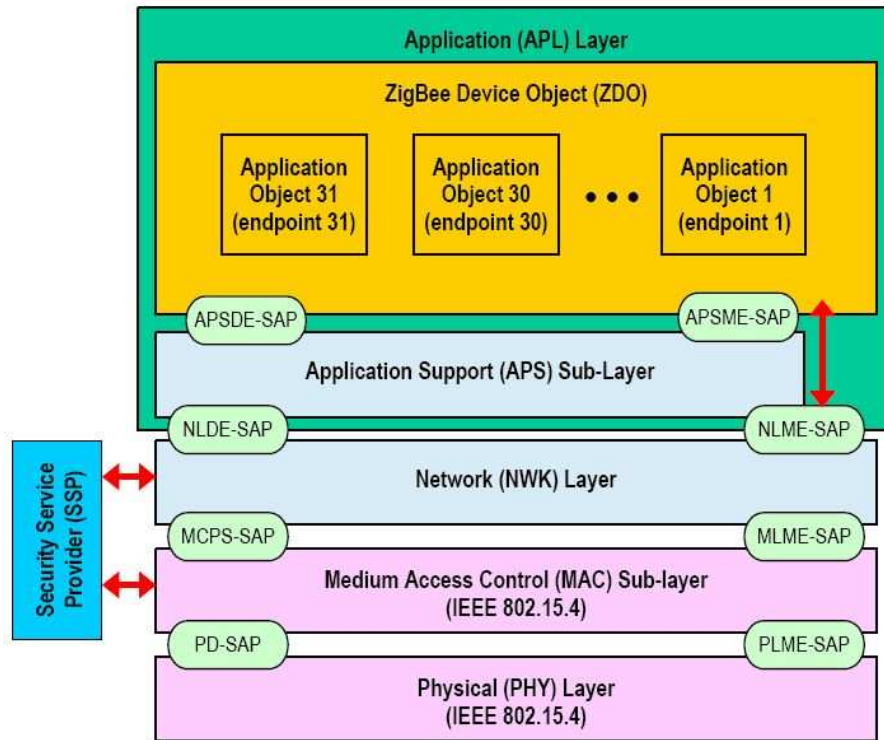 Application (APL) Layer
ZigBee Device Object (ZDO)
Application
Object 31
(endpoint 31)
Application
Object 30
(endpoint 30)
• • •
Application
Object 1
(endpoint 1)
APSDE-SAP
APSME-SAP
Application Support (APS) Sub-Layer
NLDE-SAP
NLME-SAP
Security Service
Provider (SSP)
Network (NWK) Layer
MCPS-SAP
MLME-SAP
Medium Access Control (MAC) Sub-layer
(IEEE 802.15.4)
PD-SAP
PLME-SAP
Physical (PHY) Layer
(IEEE 802.15.4)